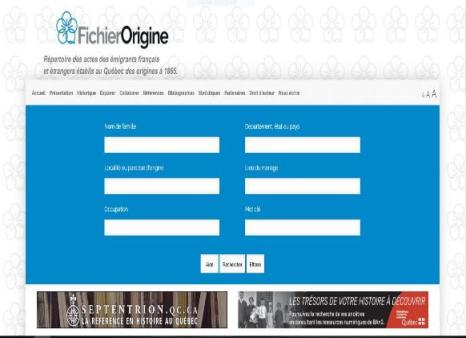 FichierOrigine
Répertoire des actes des émigrants français
et étrangers établis au Québec des origines à 1865.
Accueil Présentation Historique Explorer Collaborer Références Bibliographies Statistiques Partenaires Droit d'auteur Nous écrire
A A A
Nom de famille
Département, état ou pays
Localité ou paroisse d'origine
Lieu du mariage
Occupation
Mot clé
Aide Rechercher Effacer
SEPTENTRION.QC.CA
LA RÉFÉRENCE EN HISTOIRE AU QUÉBEC
LES TRÉSORS DE VOTRE HISTOIRE À DÉCOUVRIR
Poursuivez la recherche de vos ancêtres
en consultant les ressources numériques de BAnQ.
Québec